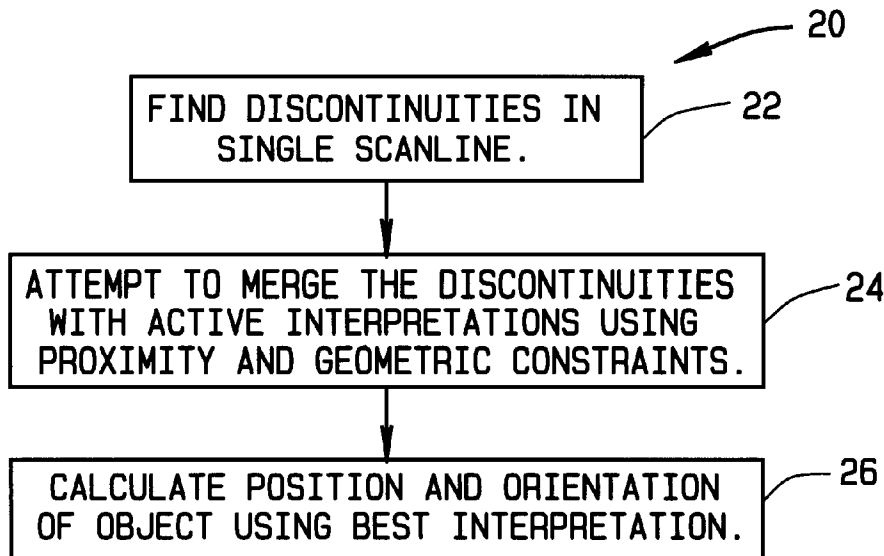 20
FIND DISCONTINUITIES IN
SINGLE SCANLINE.
22
ATTEMPT TO MERGE THE DISCONTINUITIES
WITH ACTIVE INTERPRETATIONS USING
PROXIMITY AND GEOMETRIC CONSTRAINTS.
24
CALCULATE POSITION AND ORIENTATION
OF OBJECT USING BEST INTERPRETATION.
26